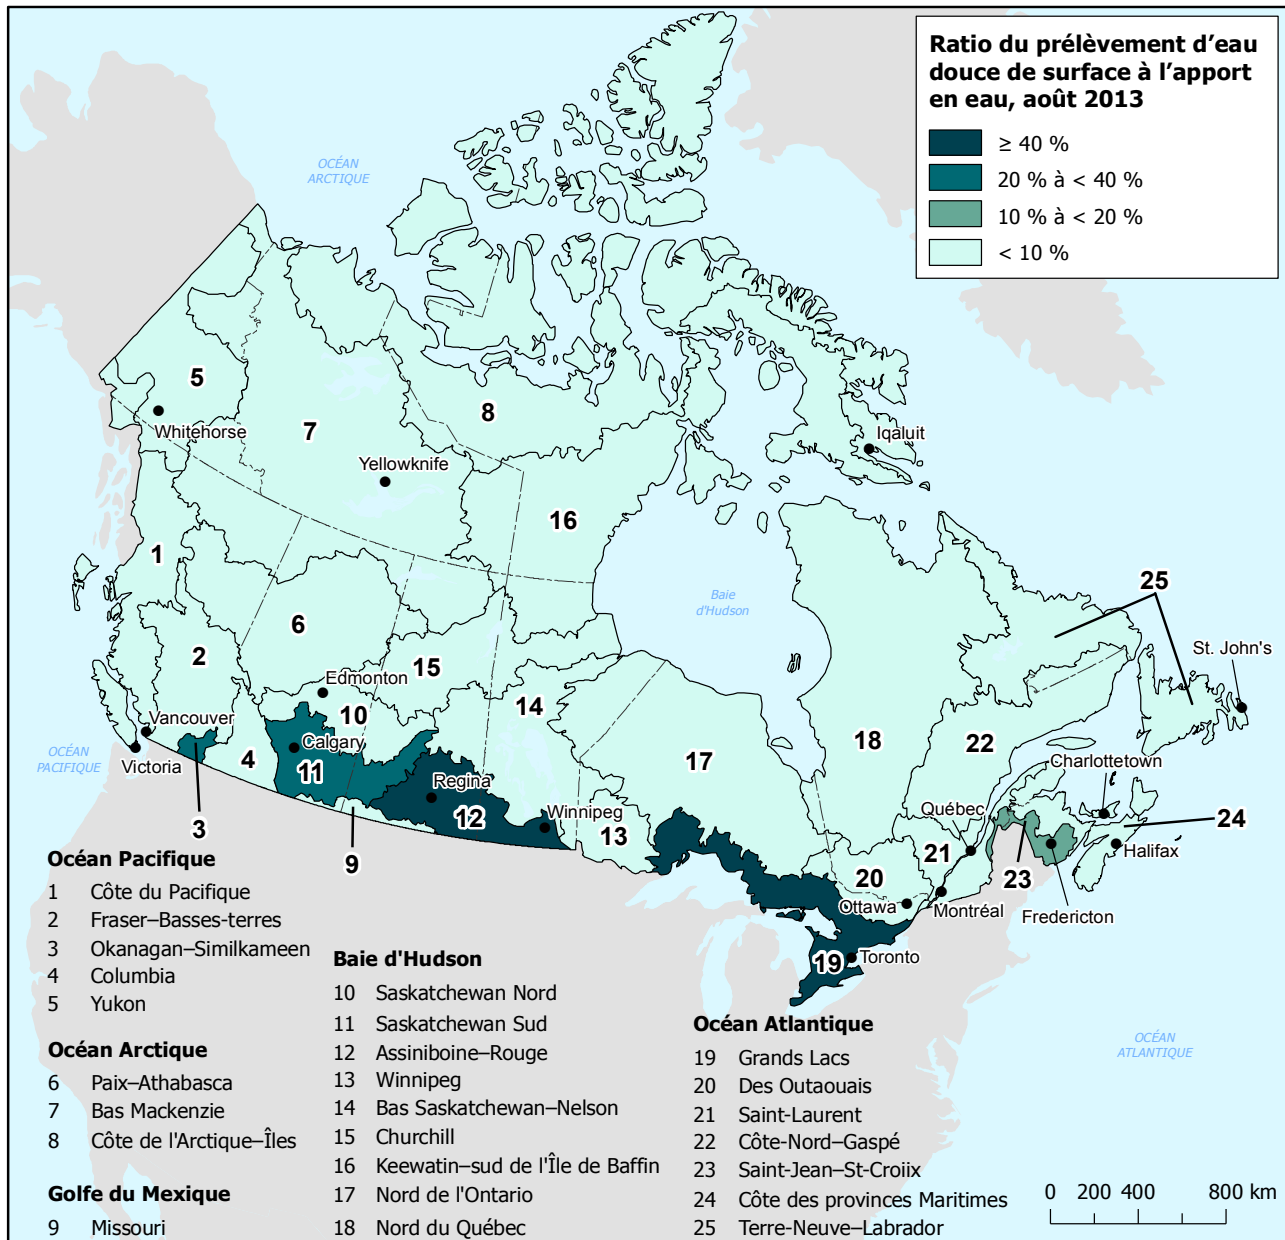 Ratio du prélèvement d'eau
douce de surface à l'apport
en eau, août 2013
≥ 40 %
20 % à < 40 %
10 % à < 20 %
< 10 %
OCÉAN
ARCTIQUE
5
Whitehorse
7
8
Yellowknife
Iqaluit
16
1
Baie
d'Hudson
25
6
2
15
St. John's
Edmonton
14
10
Vancouver
17
18
22
OCÉAN
PACIFIQUE
Victoria
4
Calgary
11
Charlottetown
Regina
12
Winnipeg
Québec
24
3
13
9
21
Halifax
20
23
Ottawa
Montréal
Fredericton
19
Toronto
OCÉAN
ATLANTIQUE
Océan Pacifique
1 Côte du Pacifique
2 Fraser–Basses-terres
3 Okanagan–Similkameen
4 Columbia
5 Yukon
Océan Arctique
6 Paix–Athabasca
7 Bas Mackenzie
8 Côte de l'Arctique–Îles
Golfe du Mexique
9 Missouri
Baie d'Hudson
10 Saskatchewan Nord
11 Saskatchewan Sud
12 Assiniboine–Rouge
13 Winnipeg
14 Bas Saskatchewan–Nelson
15 Churchill
16 Keewatin–sud de l'Île de Baffin
17 Nord de l'Ontario
18 Nord du Québec
Océan Atlantique
19 Grands Lacs
20 Des Outaouais
21 Saint-Laurent
22 Côte-Nord–Gaspé
23 Saint-Jean–St-Croiix
24 Côte des provinces Maritimes
25 Terre-Neuve–Labrador
0 200 400 800 km